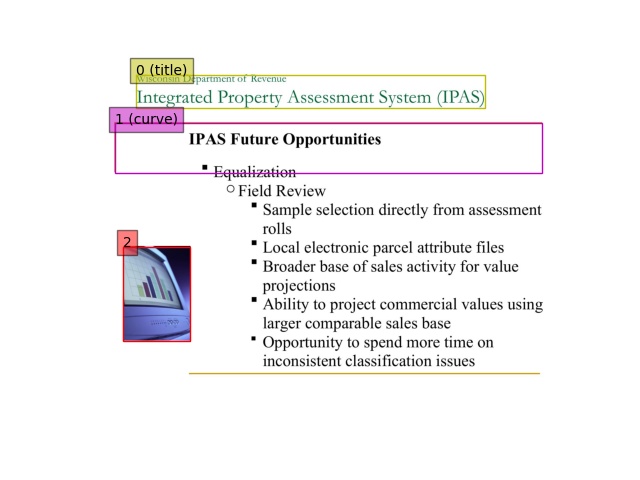 0 (title)
Wisconsin Department of Revenue
Integrated Property Assessment System (IPAS)
1 (curve)
IPAS Future Opportunities
Equalization
Field Review
Sample selection directly from assessment
rolls
Local electronic parcel attribute files
Broader base of sales activity for value
projections
Ability to project commercial values using
larger comparable sales base
Opportunity to spend more time on
inconsistent classification issues
2